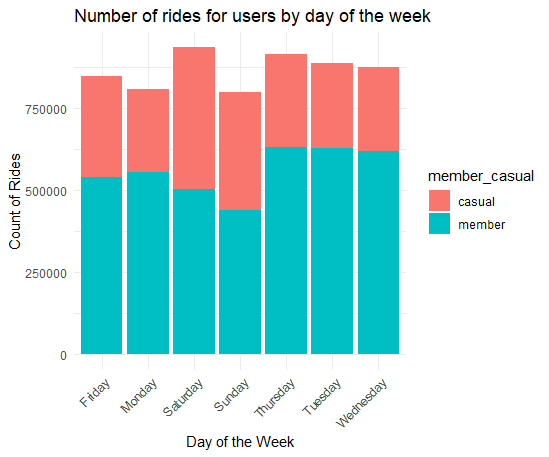 Number of rides for users by day of the week
Count of Rides
750000
500000
250000
0
Friday
Monday
Saturday
Sunday
Thursday
Tuesday
Wednesday
Day of the Week
member_casual
casual
member